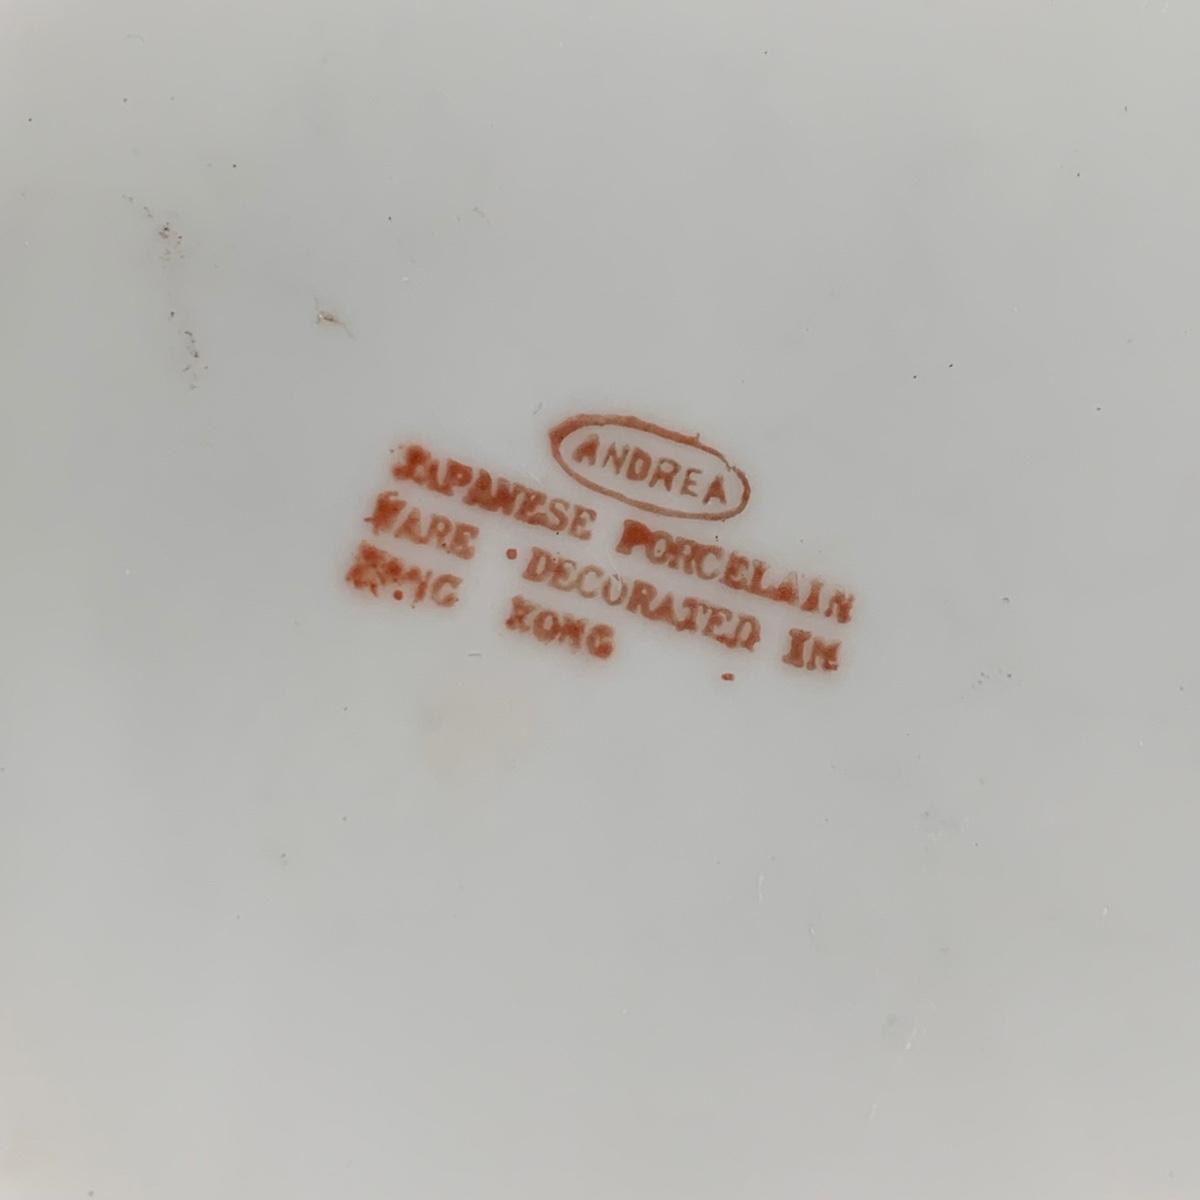 ANDREA
JAPANESE PORCELAIN
WARE DECORATED IN
HONG KONG